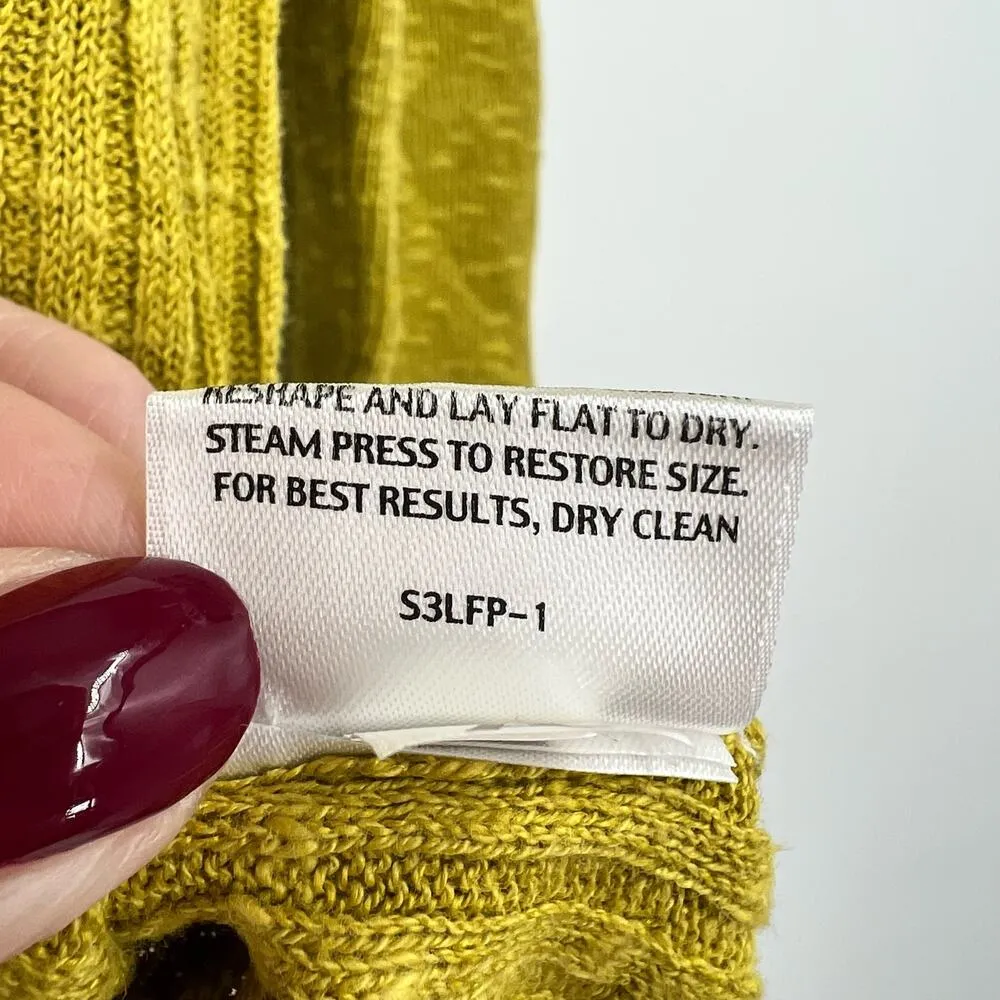 RESHAPE AND LAY FLAT TO DRY.
STEAM PRESS TO RESTORE SIZE.
FOR BEST RESULTS, DRY CLEAN
S3LFP-1